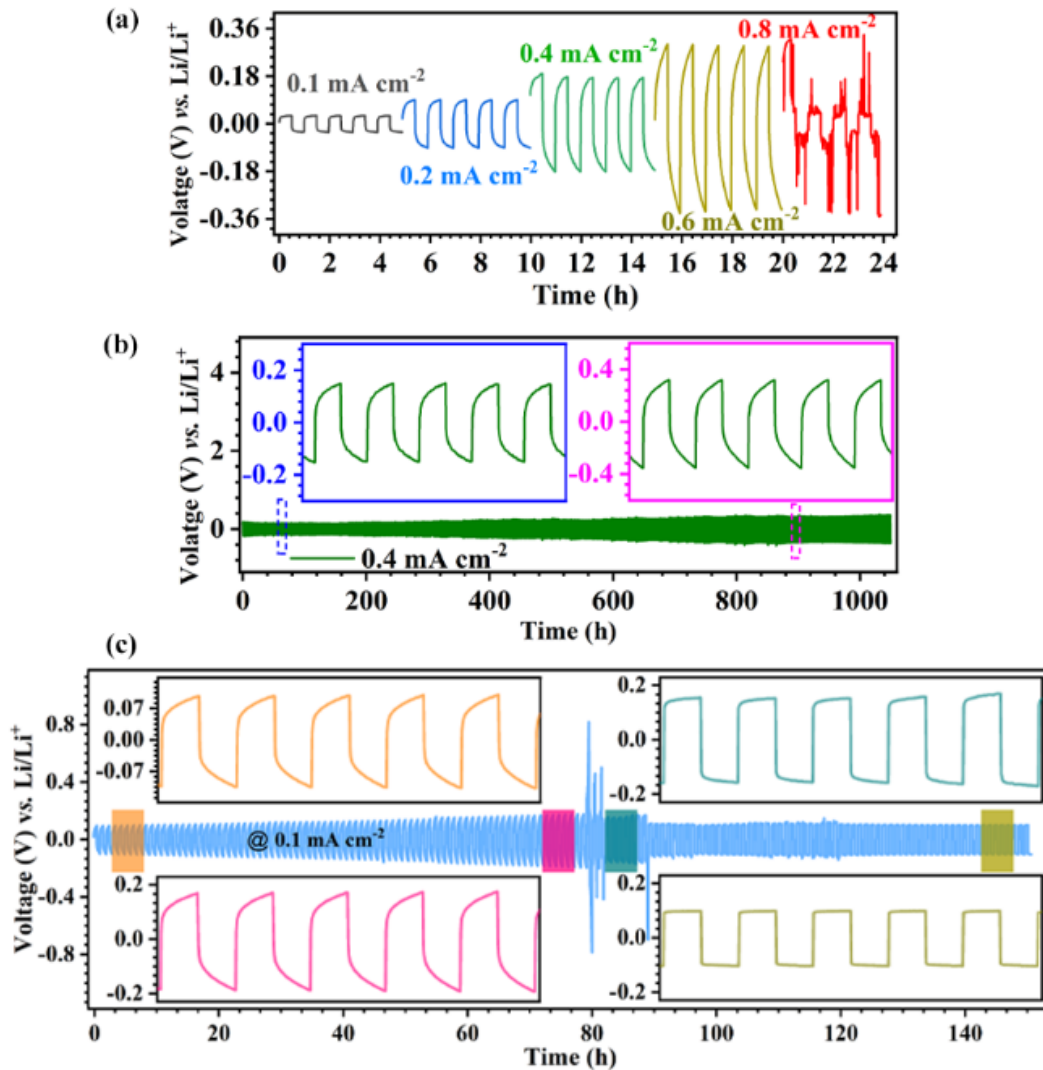 (a)
Volatge (V) vs. Li/Li⁺
0.36
0.18
0.00
-0.18
-0.36
0.1 mA cm⁻²
0.2 mA cm⁻²
0.4 mA cm⁻²
0.6 mA cm⁻²
0.8 mA cm⁻²
0 2 4 6 8 10 12 14 16 18 20 22 24
Time (h)
(b)
Volatge (V) vs. Li/Li⁺
4
2
0
0.2
0.0
-0.2
0.4
0.0
-0.4
0.4 mA cm⁻²
0 200 400 600 800 1000
Time (h)
(c)
Voltage (V) vs. Li/Li⁺
0.8
0.4
0.0
-0.4
-0.8
0.07
0.00
-0.07
0.2
0.0
-0.2
@ 0.1 mA cm⁻²
0.2
0.0
-0.2
0.2
0.0
-0.2
0 20 40 60 80 100 120 140
Time (h)